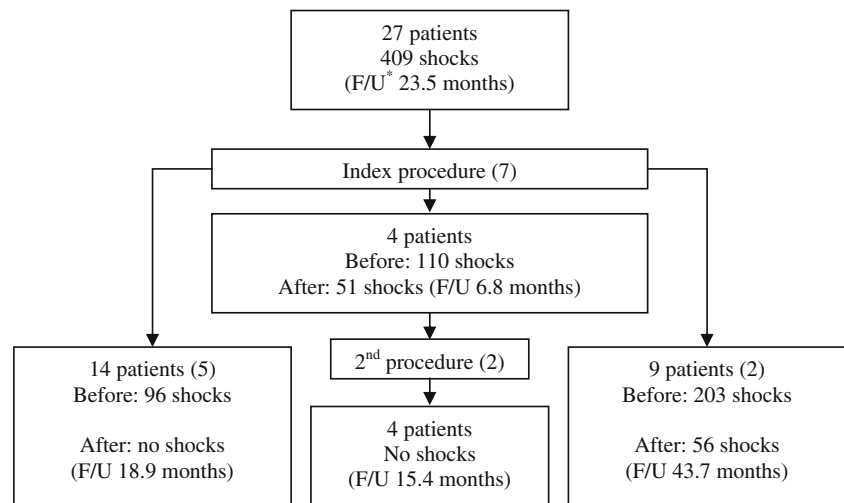 27 patients
409 shocks
(F/U* 23.5 months)
Index procedure (7)
4 patients
Before: 110 shocks
After: 51 shocks (F/U 6.8 months)
14 patients (5)
Before: 96 shocks
After: no shocks
(F/U 18.9 months)
2nd procedure (2)
4 patients
No shocks
(F/U 15.4 months)
9 patients (2)
Before: 203 shocks
After: 56 shocks
(F/U 43.7 months)